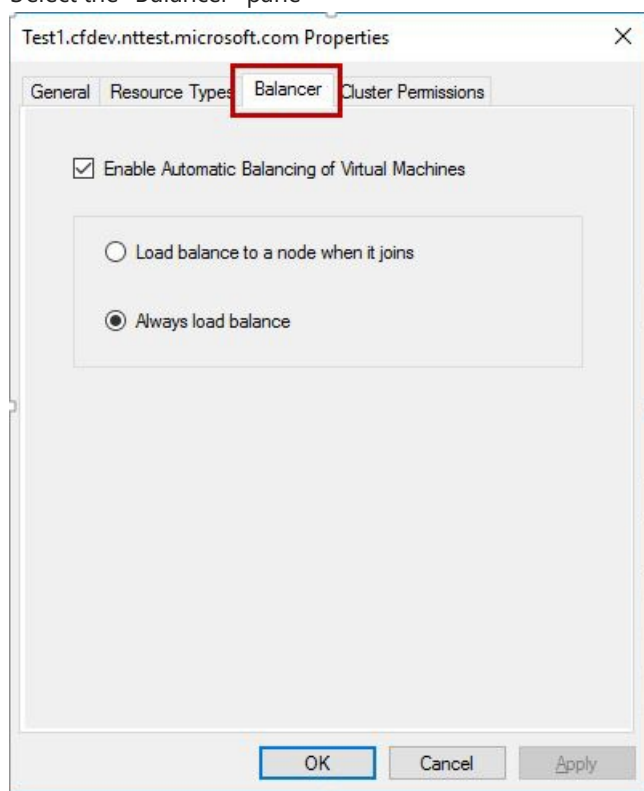 Select the "Balancer" pane
Test1.cfdev.nttest.microsoft.com Properties
General Resource Types Balancer Cluster Permissions
Enable Automatic Balancing of Virtual Machines
Load balance to a node when it joins
Always load balance
OK Cancel Apply